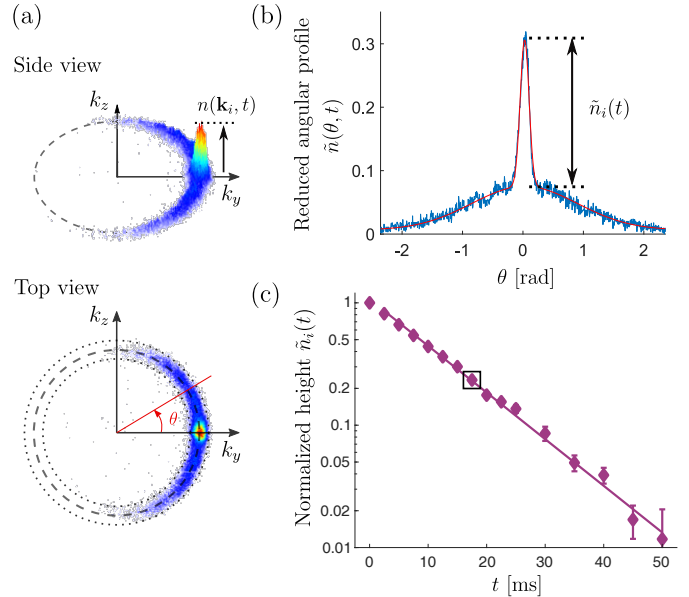 (a)
Side view
k_z
n(k_i, t)
k_y
Top view
k_z
θ
k_y
(b)
Reduced angular profile
ñ(θ, t)
0.3
0.2
0.1
0
ñ_i(t)
-2 -1 0 1 2
θ [rad]
(c)
Normalized height ñ_i(t)
1
0.5
0.2
0.1
0.05
0.02
0.01
0 10 20 30 40 50
t [ms]